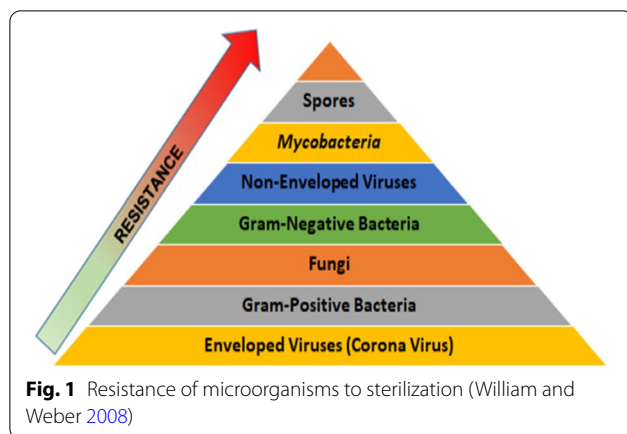 RESISTANCE
Spores
Mycobacteria
Non-Enveloped Viruses
Gram-Negative Bacteria
Fungi
Gram-Positive Bacteria
Enveloped Viruses (Corona Virus)
Fig. 1 Resistance of microorganisms to sterilization (William and
Weber 2008)